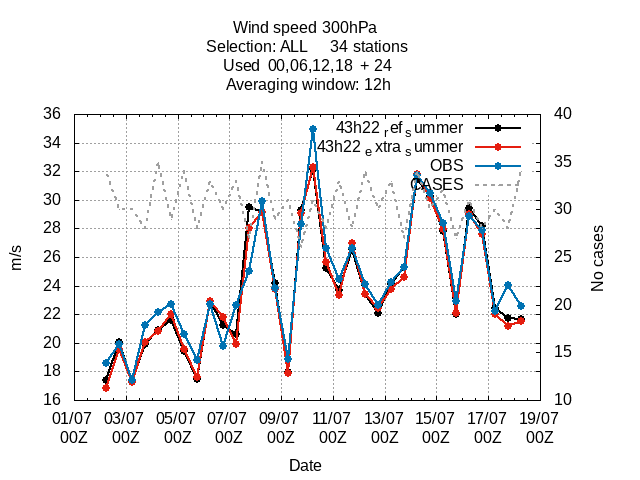 Wind speed 300hPa
Selection: ALL 34 stations
Used 00,06,12,18 + 24
Averaging window: 12h
43h22 ref summer
43h22 extra summer
OBS
CASES
36
34
32
30
28
26
24
22
20
18
16
m/s
40
35
30
25
20
15
10
No cases
01/07 03/07 05/07 07/07 09/07 11/07 13/07 15/07 17/07 19/07
00Z 00Z 00Z 00Z 00Z 00Z 00Z 00Z 00Z 00Z
Date